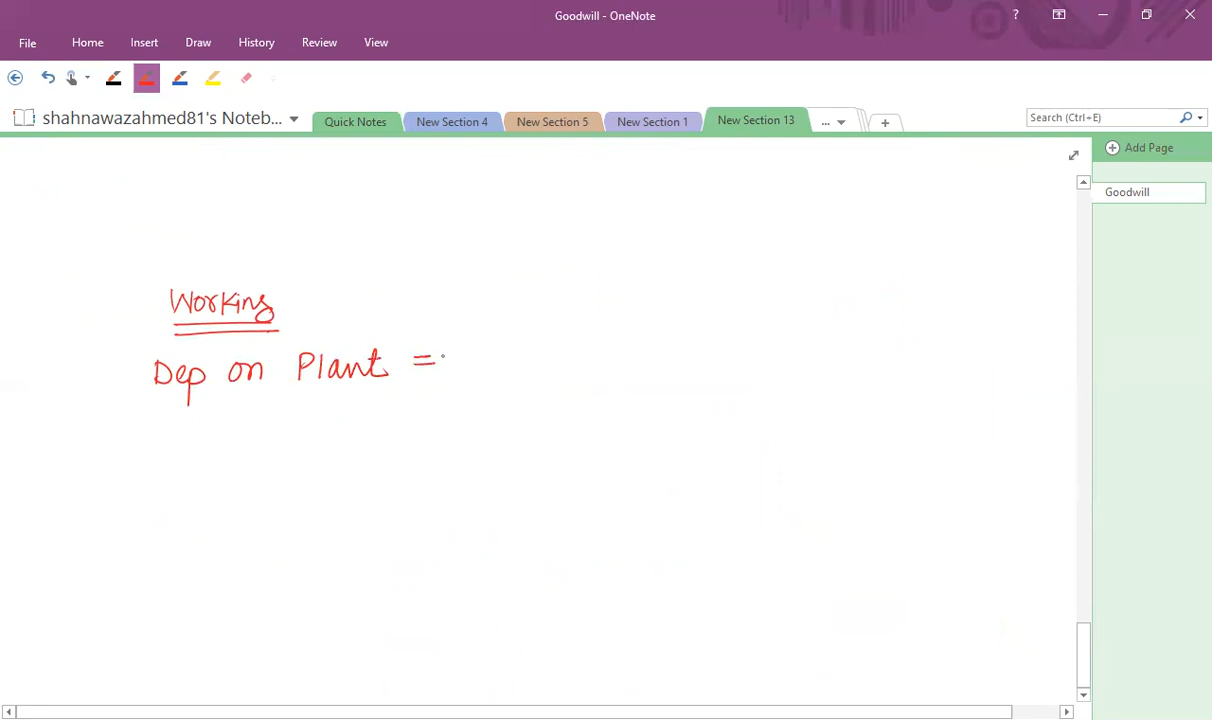 Goodwill - OneNote
?
File Home Insert Draw History Review View
shahnawazahmed81's Noteb...
Quick Notes
New Section 4
New Section 5
New Section 1
New Section 13
...
Search (Ctrl+E)
Add Page
Goodwill
Working
Dep on Plant =